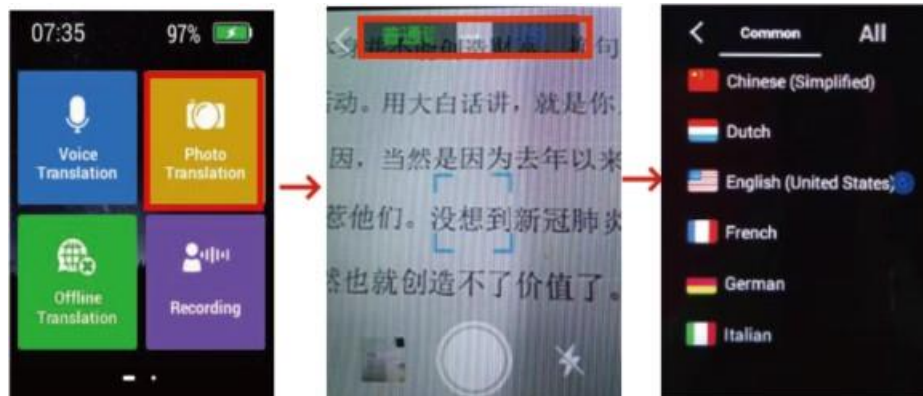 07:35
97%
Voice
Translation
Photo
Translation
Offline
Translation
Recording
动。用大白话讲，就是你
因，当然是因为去年以来
惹他们。没想到新冠肺炎
然也就创造不了价值了。
Common
All
Chinese (Simplified)
Dutch
English (United States)
French
German
Italian